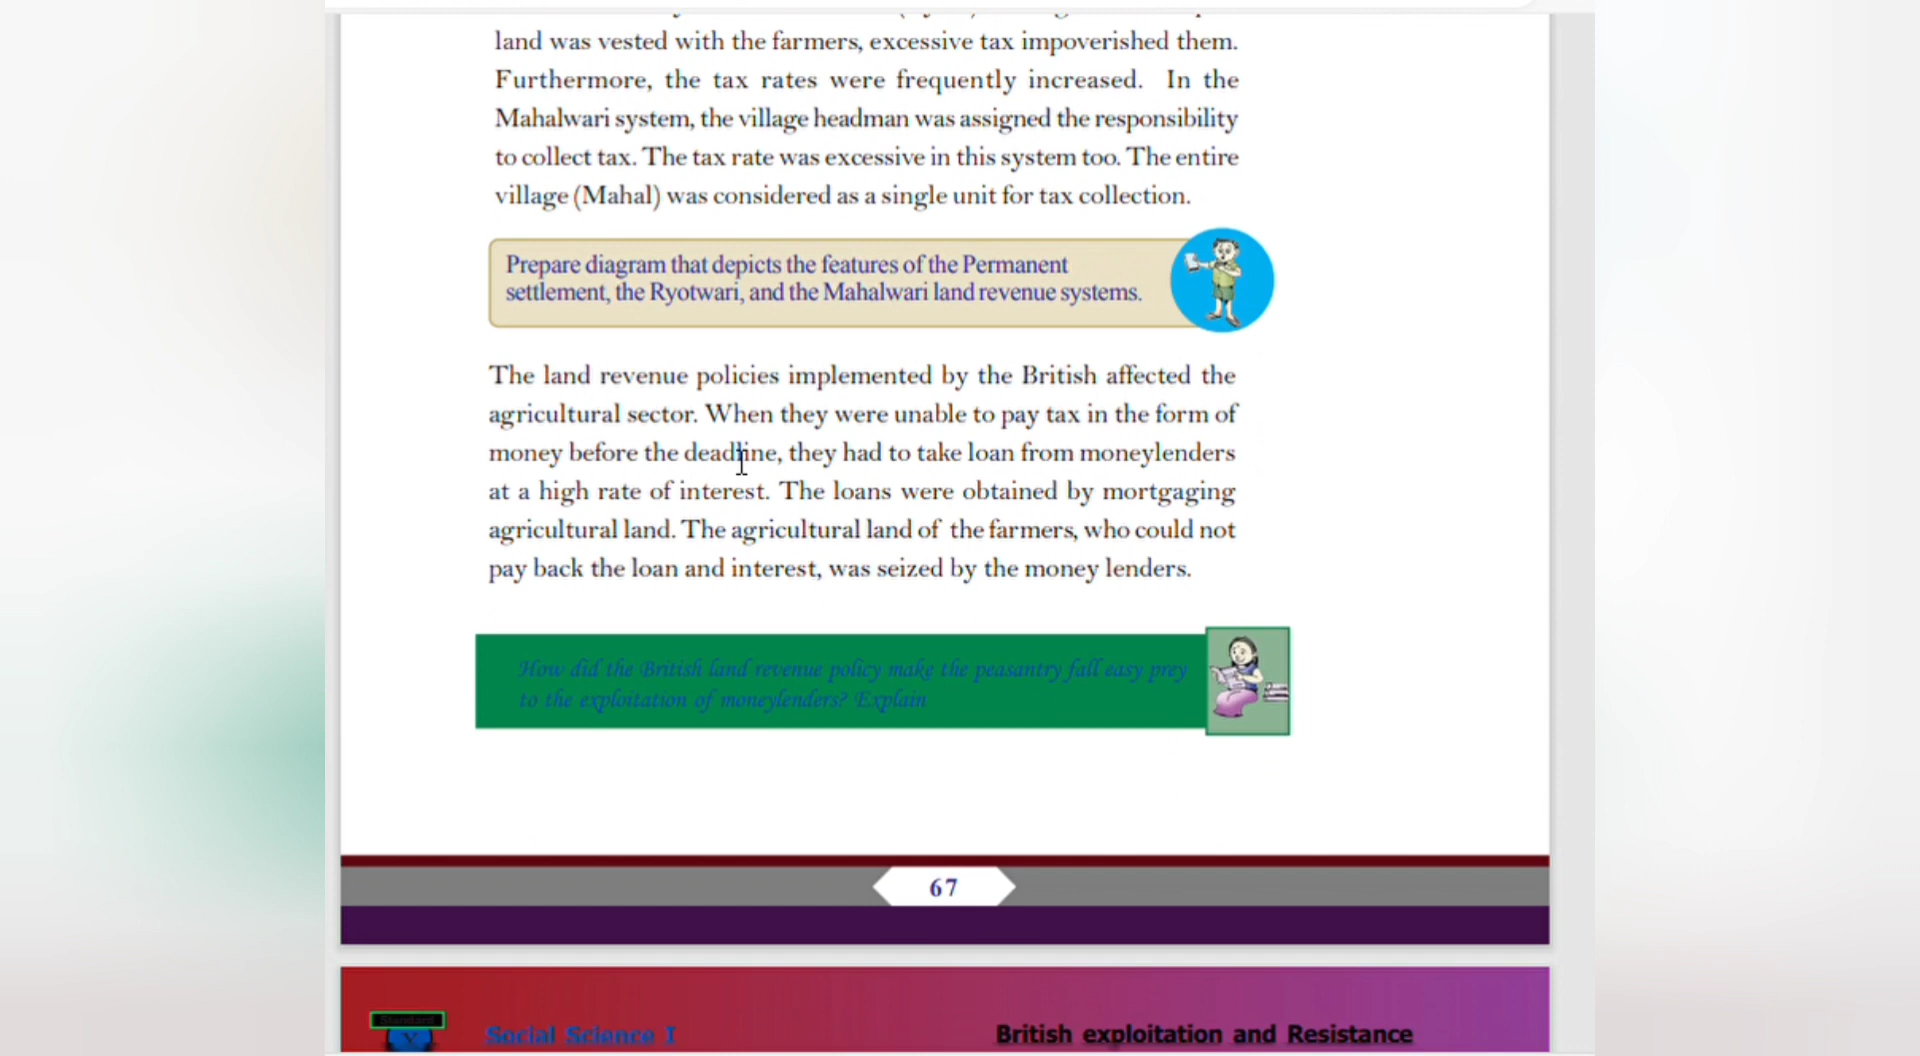 land was vested with the farmers, excessive tax impoverished them.
Furthermore, the tax rates were frequently increased. In the
Mahalwari system, the village headman was assigned the responsibility
to collect tax. The tax rate was excessive in this system too. The entire
village (Mahal) was considered as a single unit for tax collection.
Prepare diagram that depicts the features of the Permanent
settlement, the Ryotwari, and the Mahalwari land revenue systems.
The land revenue policies implemented by the British affected the
agricultural sector. When they were unable to pay tax in the form of
money before the deadline, they had to take loan from moneylenders
at a high rate of interest. The loans were obtained by mortgaging
agricultural land. The agricultural land of the farmers, who could not
pay back the loan and interest, was seized by the money lenders.
How did the British land revenue policy make the peasantry fall easy prey
to the exploitation of moneylenders? Explain
67
Standard
X
Social Science I
British exploitation and Resistance